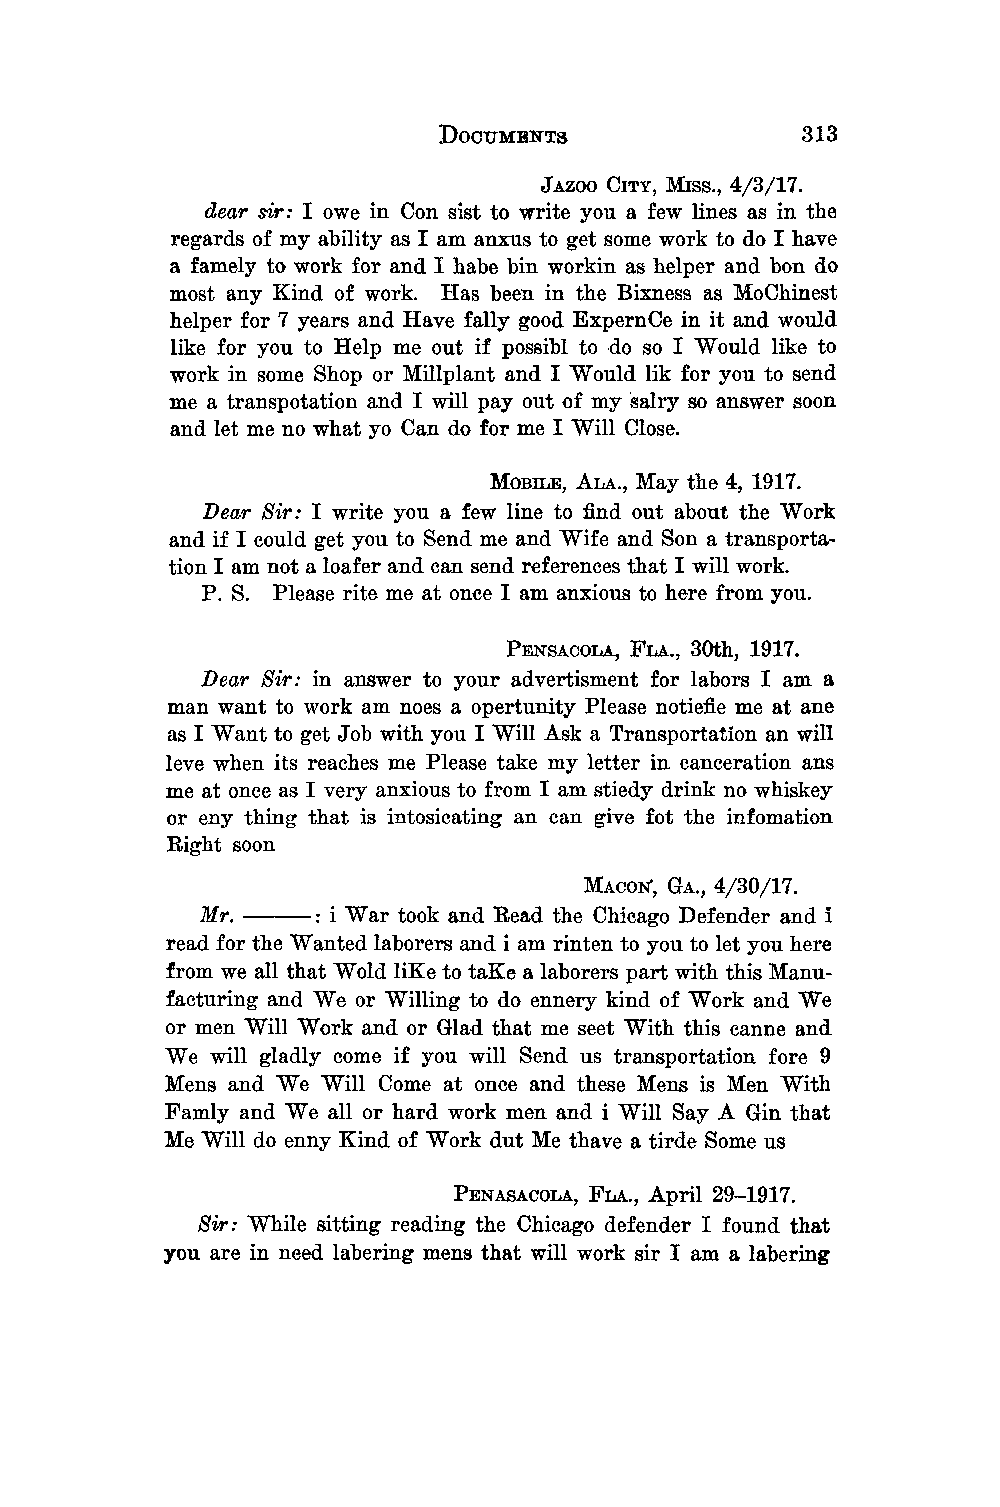 DOCUMENTS 313
JAZOO CITY, MISS., 4/3/17.
dear sir: I owe in Con sist to write you a few lines as in the
regards of my ability as I am anxus to get some work to do I have
a famely to work for and I habe bin workin as helper and bon do
most any Kind of work. Has been in the Bixness as MoChinest
helper for 7 years and Have fally good ExpernCe in it and would
like for you to Help me out if possibl to do so I Would like to
work in some Shop or Millplant and I Would lik for you to send
me a transpotation and I will pay out of my salry so answer soon
and let me no what yo Can do for me I Will Close.
MOBILE, ALA., May the 4, 1917.
Dear Sir: I write you a few line to find out about the Work
and if I could get you to Send me and Wife and Son a transporta-
tion I am not a loafer and can send references that I will work.
P. S. Please rite me at once I am anxious to here from you.
PENSACOLA, FLA., 30th, 1917.
Dear Sir: in answer to your advertisment for labors I am a
man want to work am noes a opertunity Please notiefie me at ane
as I Want to get Job with you I Will Ask a Transportation an will
leve when its reaches me Please take my letter in canceration ans
me at once as I very anxious to from I am stiedy drink no whiskey
or eny thing that is intosicating an can give fot the infomation
Right soon
MACON, GA., 4/30/17.
Mr. ———: i War took and Read the Chicago Defender and i
read for the Wanted laborers and i am rinten to you to let you here
from we all that Wold liKe to taKe a laborers part with this Manu-
facturing and We or Willing to do ennery kind of Work and We
or men Will Work and or Glad that me seet With this canne and
We will gladly come if you will Send us transportation fore 9
Mens and We Will Come at once and these Mens is Men With
Famly and We all or hard work men and i Will Say A Gin that
Me Will do enny Kind of Work dut Me thave a tirde Some us
PENASACOLA, FLA., April 29–1917.
Sir: While sitting reading the Chicago defender I found that
you are in need labering mens that will work sir I am a labering